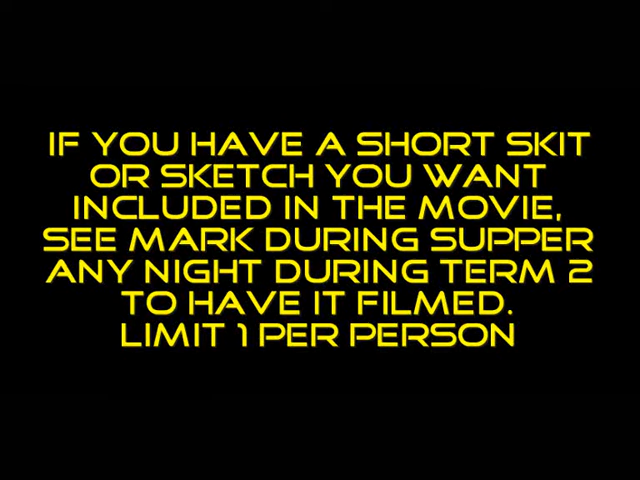 IF YOU HAVE A SHORT SKIT
OR SKETCH YOU WANT
INCLUDED IN THE MOVIE,
SEE MARK DURING SUPPER
ANY NIGHT DURING TERM 2
TO HAVE IT FILMED.
LIMIT 1 PER PERSON